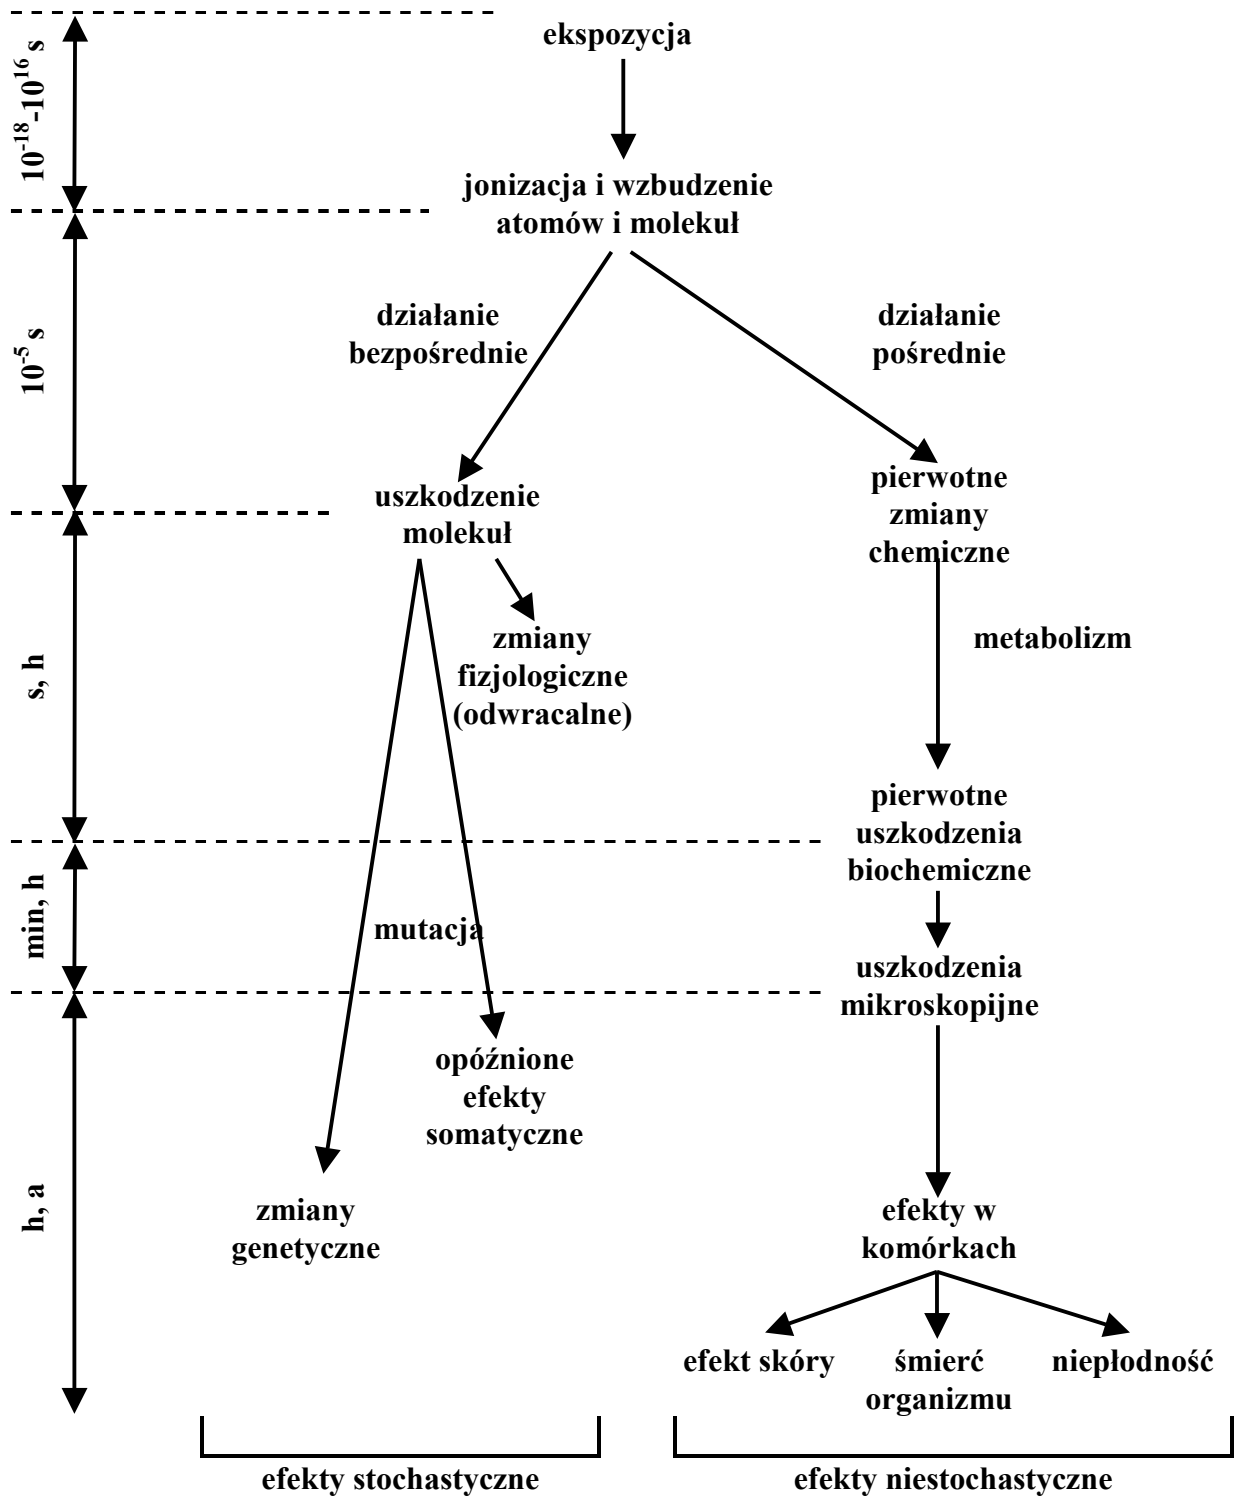 ekspozycja
10⁻¹⁸-10¹⁶ s
jonizacja i wzbudzenie
atomów i molekuł
działanie
bezpośrednie
działanie
pośrednie
10⁻⁵ s
uszkodzenie
molekuł
pierwotne
zmiany
chemiczne
zmiany
fizjologiczne
(odwracalne)
metabolizm
s, h
pierwotne
uszkodzenia
biochemiczne
min, h
mutacja
uszkodzenia
mikroskopijne
opóźnione
efekty
somatyczne
h, a
zmiany
genetyczne
efekty w
komórkach
efekt skóry
śmierć
organizmu
niepłodność
efekty stochastyczne
efekty niestochastyczne